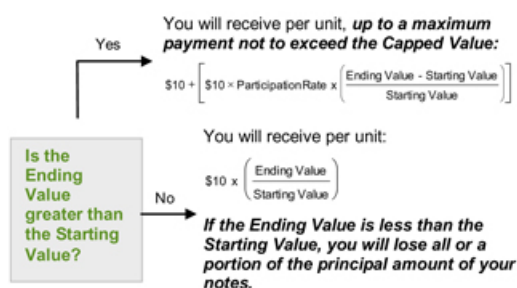 You will receive per unit, up to a maximum
Yes
payment not to exceed the Capped Value:
$10 + [ $10 × Participation Rate x ( Ending Value - Starting Value
Starting Value ) ]
You will receive per unit:
Is the
Ending
Value
greater than
the Starting
Value?
$10 x ( Ending Value
Starting Value )
No
If the Ending Value is less than the
Starting Value, you will lose all or a
portion of the principal amount of your
notes.